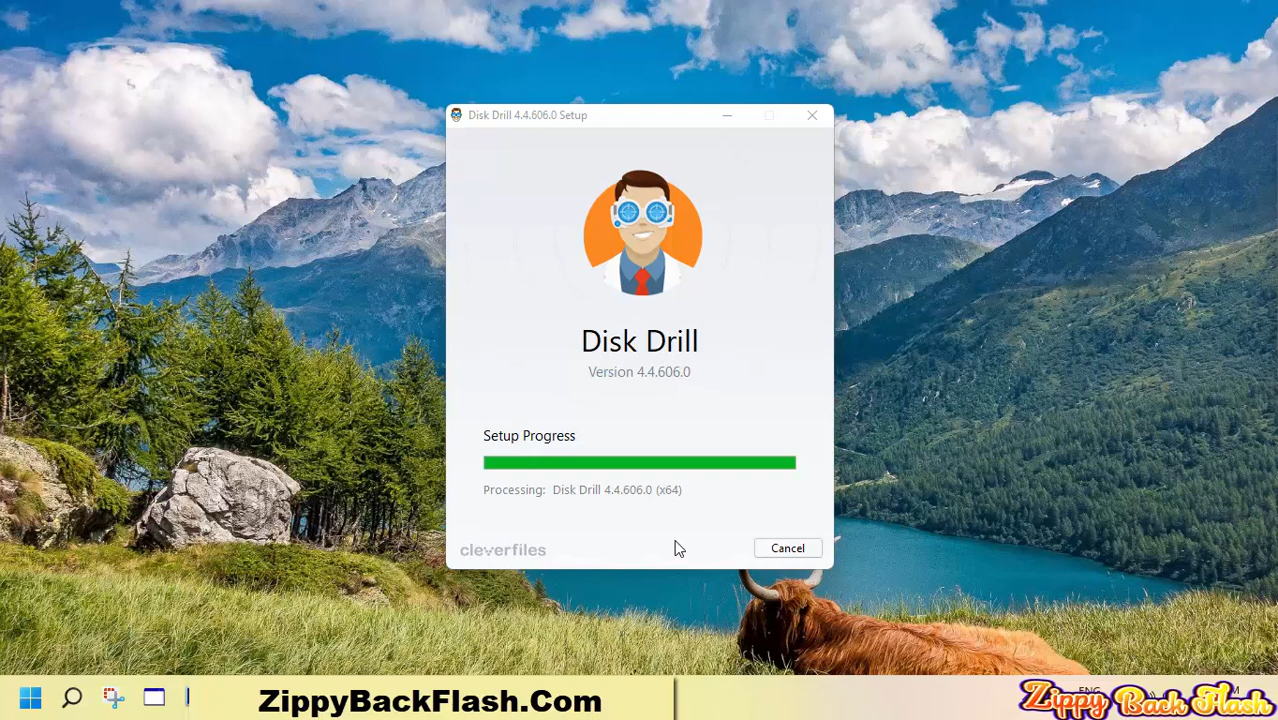 Disk Drill 4.4.606.0 Setup
Disk Drill
Version 4.4.606.0
Setup Progress
Processing: Disk Drill 4.4.606.0 (x64)
cleverfiles
Cancel
ZippyBackFlash.Com
ENG
Zippy Back Flash